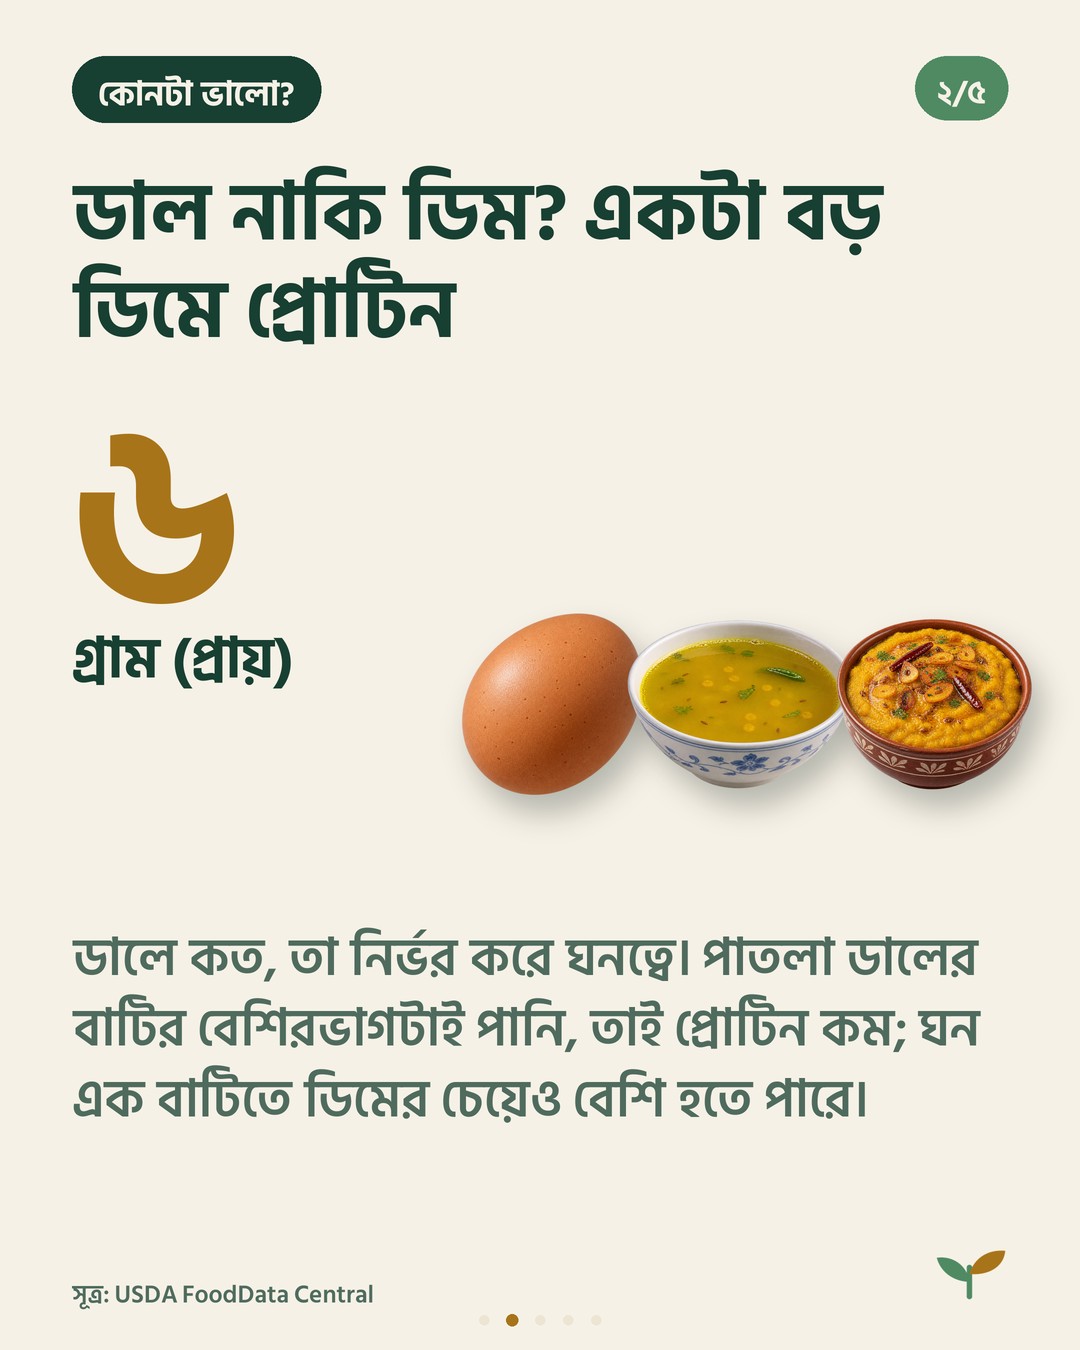 কোনটা ভালো?
২/৫
ডাল নাকি ডিম? একটা বড়
ডিমে প্রোটিন
৬
গ্রাম (প্রায়)
ডালে কত, তা নির্ভর করে ঘনত্বে। পাতলা ডালের
বাটির বেশিরভাগটাই পানি, তাই প্রোটিন কম; ঘন
এক বাটিতে ডিমের চেয়েও বেশি হতে পারে।
সূত্র: USDA FoodData Central